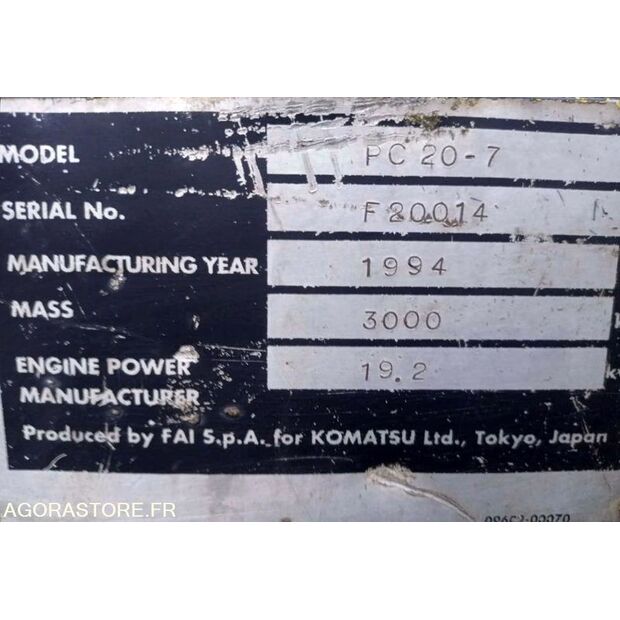 MODEL PC 20-7
SERIAL No. F20014
MANUFACTURING YEAR 1994
MASS 3000
ENGINE POWER 19.2
MANUFACTURER
Produced by FAI S.p.A. for KOMATSU Ltd., Tokyo, Japan
AGORASTORE.FR